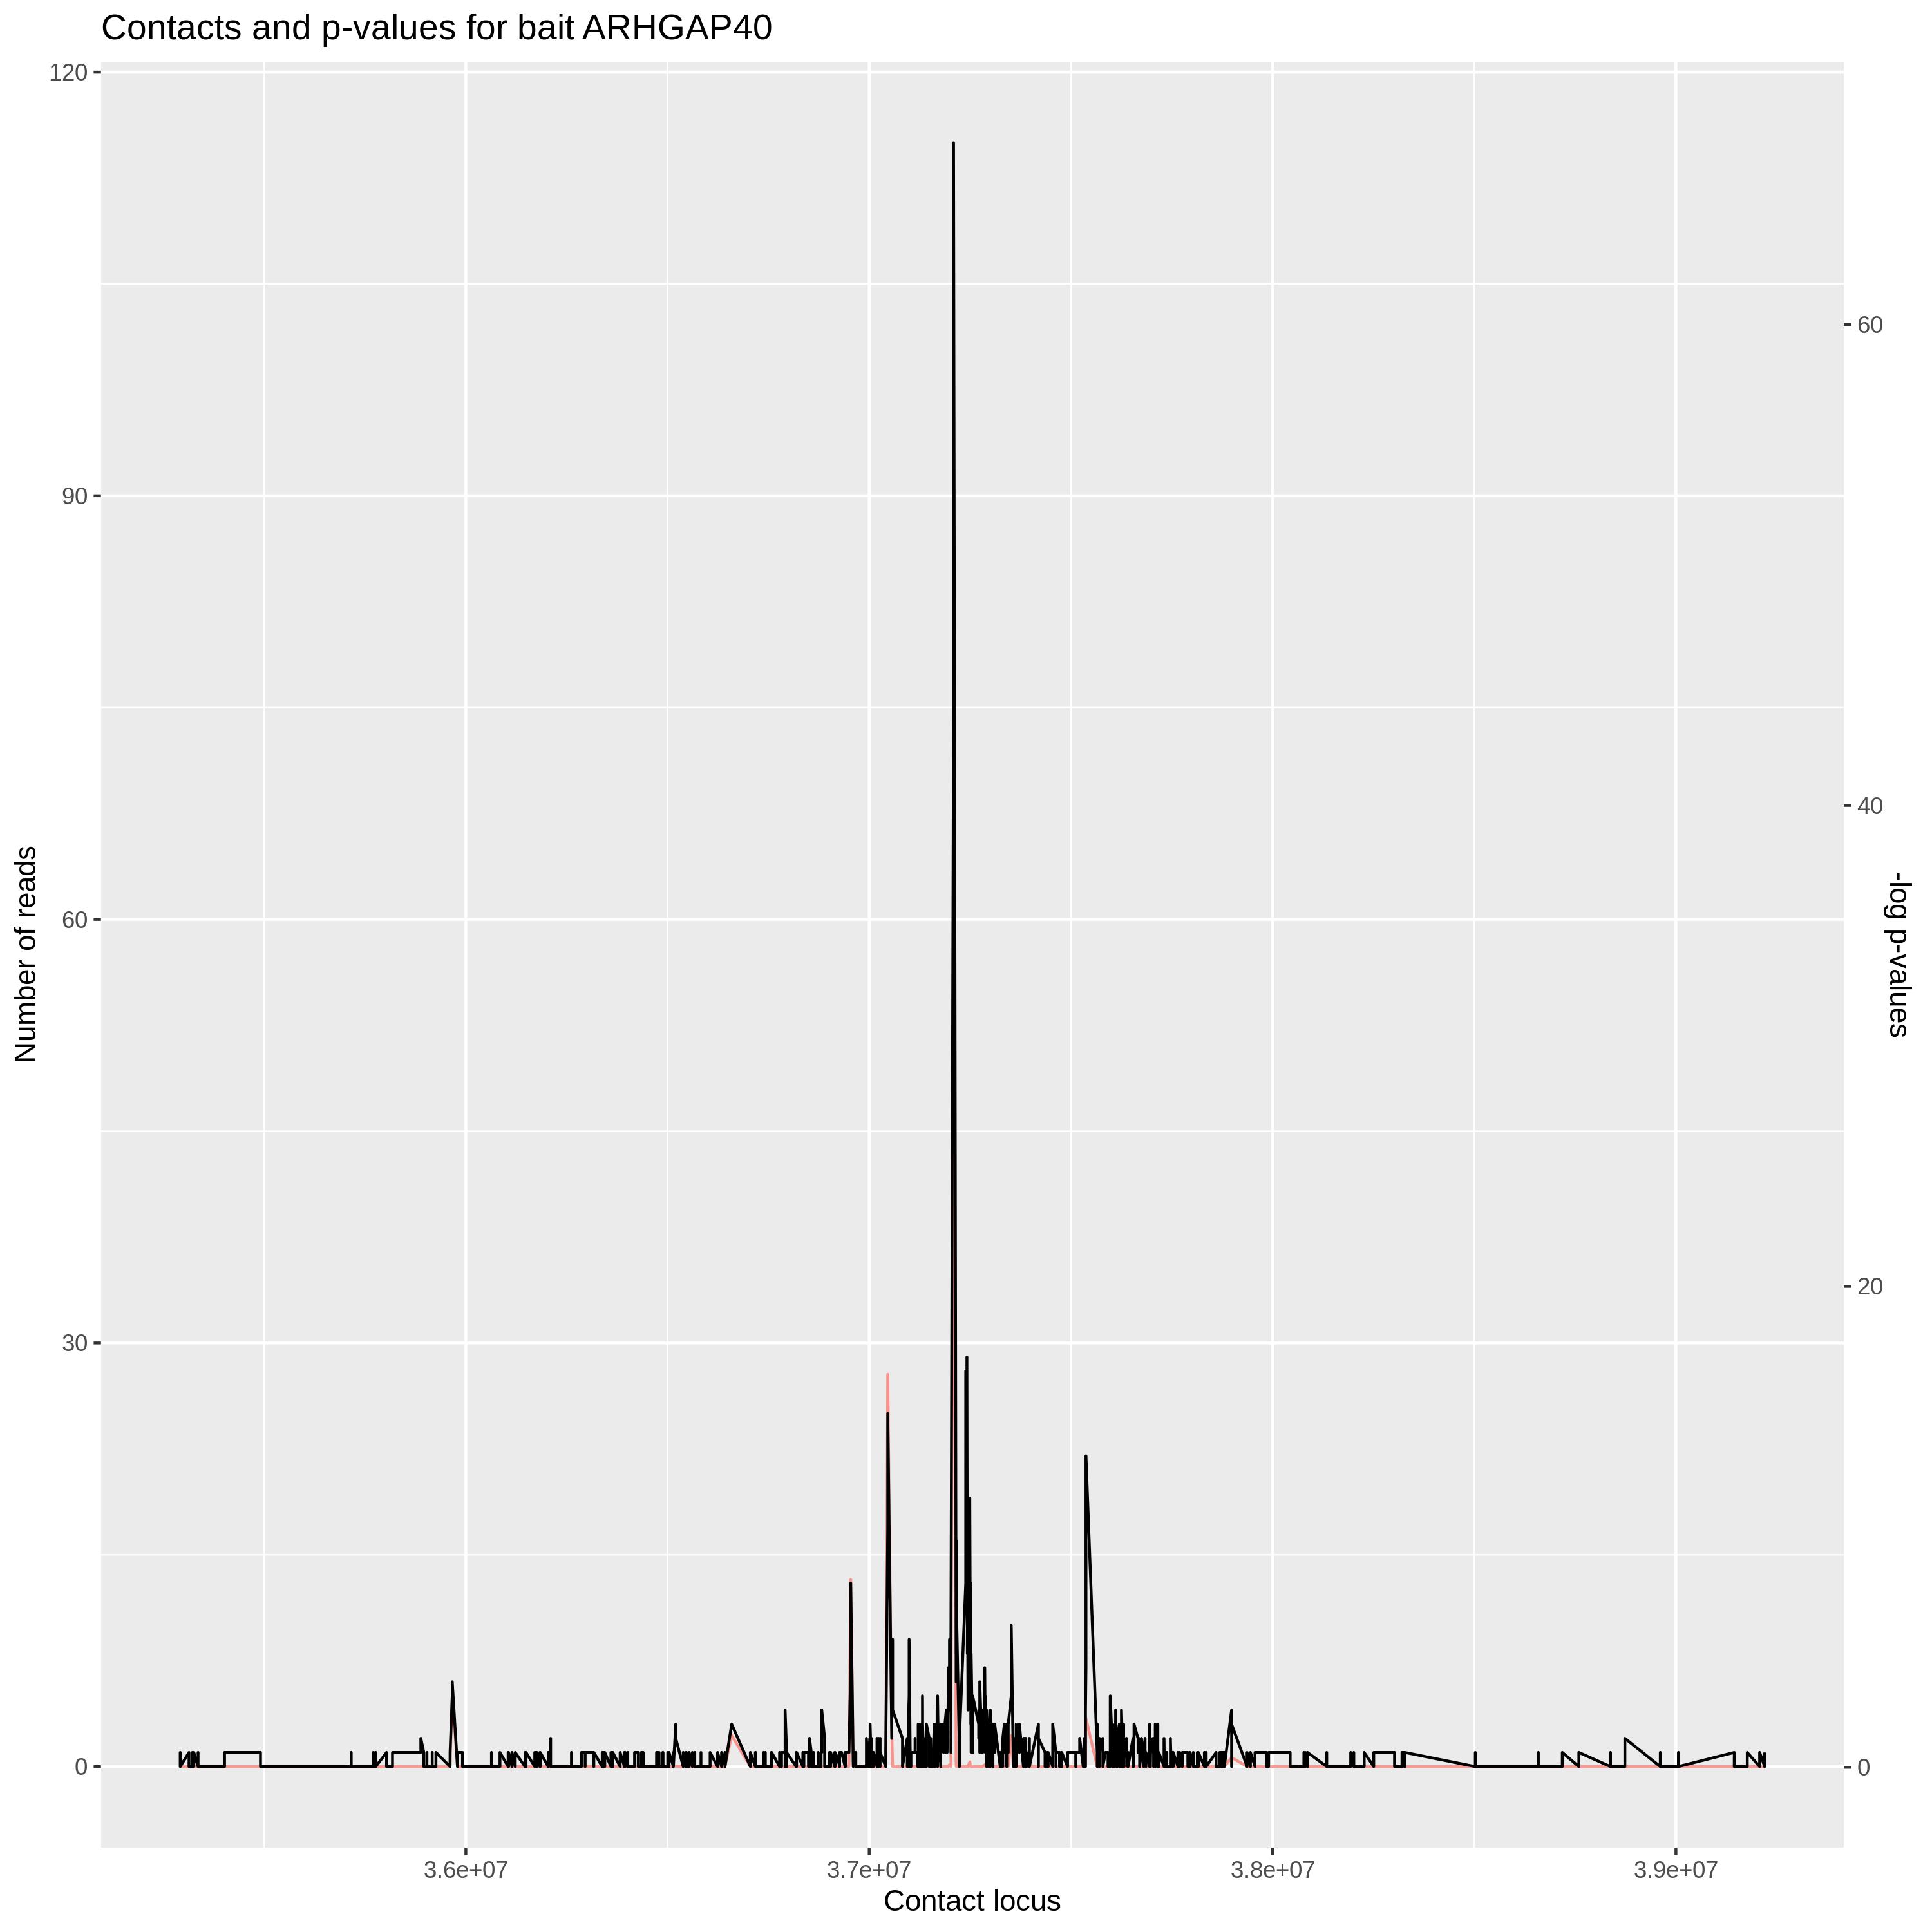 Contacts and p-values for bait ARHGAP40
120
90
60
30
0
Number of reads
60
40
20
0
-log p-values
3.6e+07
3.7e+07
3.8e+07
3.9e+07
Contact locus